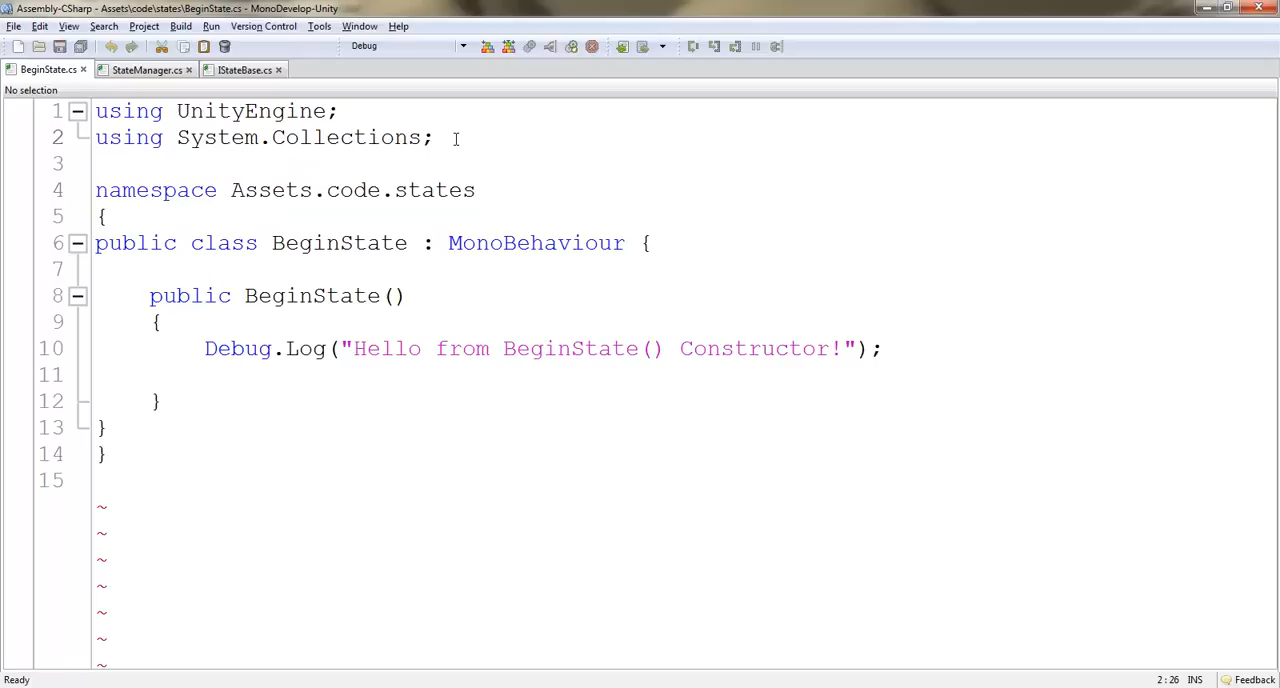 Assembly-CSharp - Assets\code\states\BeginState.cs - MonoDevelop-Unity
File Edit View Search Project Build Run Version Control Tools Window Help
Debug
BeginState.cs × StateManager.cs × IStateBase.cs ×
No selection
1 using UnityEngine;
2 using System.Collections;
3
4 namespace Assets.code.states
5 {
6 public class BeginState : MonoBehaviour {
7
8 public BeginState()
9 {
10 Debug.Log("Hello from BeginState() Constructor!");
11
12 }
13 }
14 }
15
~
~
~
~
~
~
~
Ready 2 : 26 INS Feedback